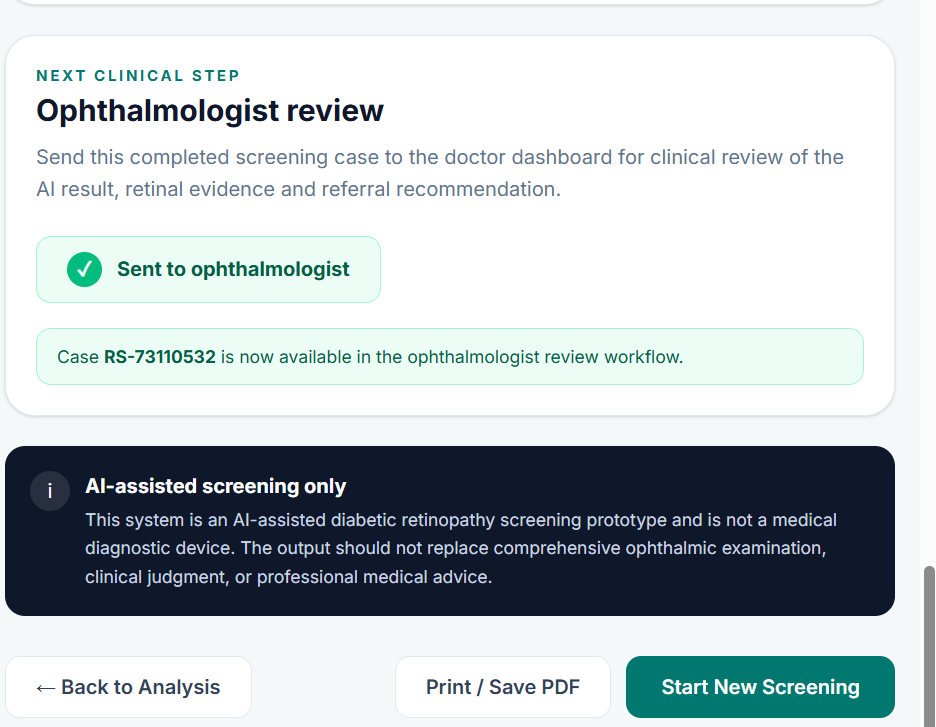 NEXT CLINICAL STEP
Ophthalmologist review
Send this completed screening case to the doctor dashboard for clinical review of the
AI result, retinal evidence and referral recommendation.
✓ Sent to ophthalmologist
Case RS-73110532 is now available in the ophthalmologist review workflow.
i AI-assisted screening only
This system is an AI-assisted diabetic retinopathy screening prototype and is not a medical
diagnostic device. The output should not replace comprehensive ophthalmic examination,
clinical judgment, or professional medical advice.
← Back to Analysis
Print / Save PDF
Start New Screening